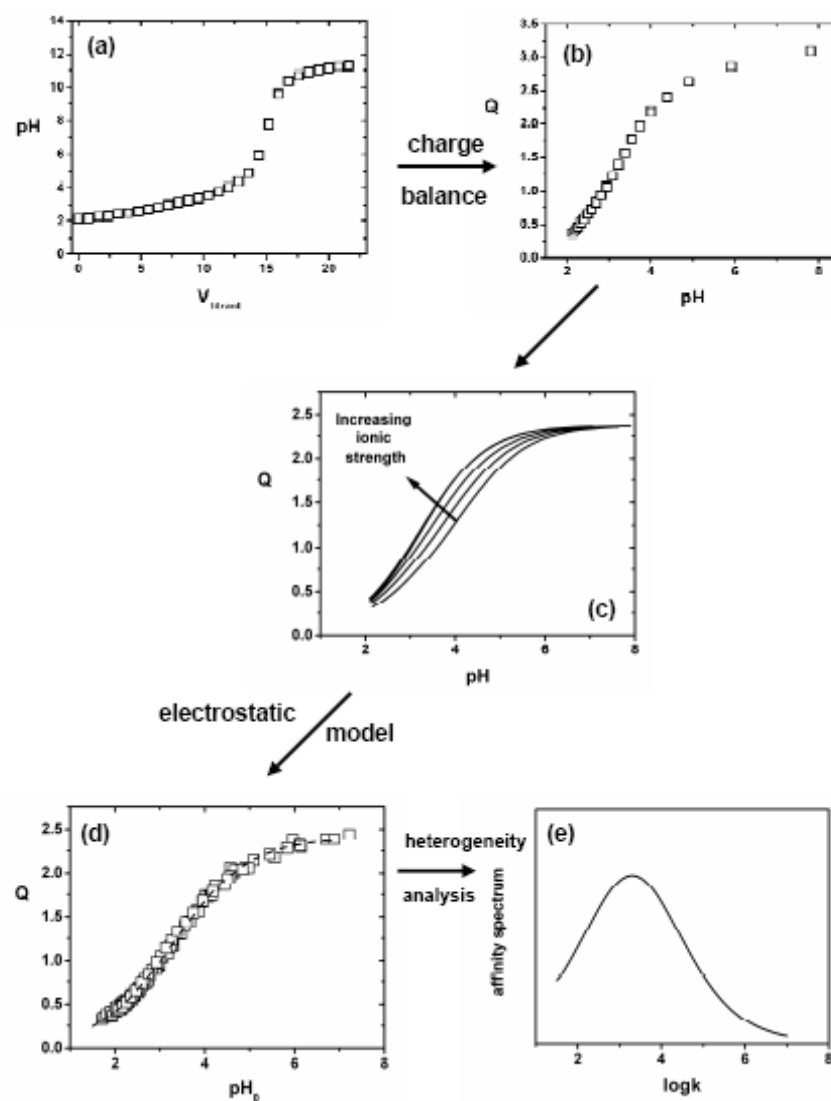 (a)
14
12
10
8
6
4
2
0
pH
0 5 10 15 20
V
charge
balance
(b)
3.5
3.0
2.5
2.0
1.5
1.0
0.5
0.0
Q
2 4 6 8
pH
Increasing
ionic
strength
2.5
2.0
1.5
1.0
0.5
0.0
Q
(c)
2 4 6 8
pH
electrostatic
model
(d)
2.5
2.0
1.5
1.0
0.5
0.0
Q
2 4 6 8
heterogeneity
analysis
(e)
affinity spectrum
2 4 6 8
logk